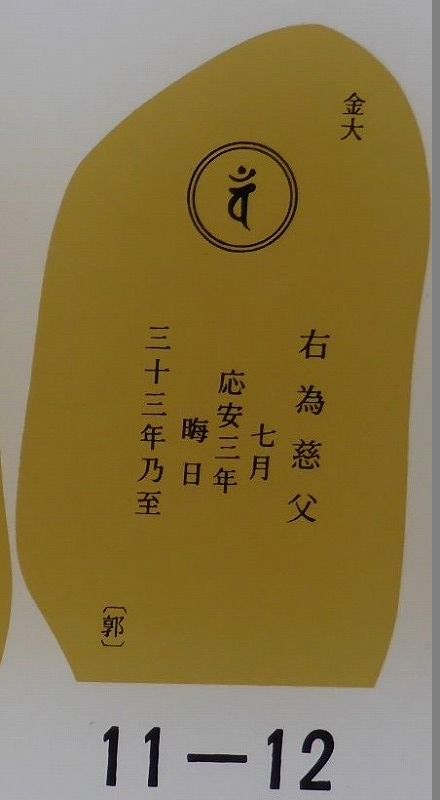 金大
右為慈父
七月
応安三年
晦日
三十三年乃至
〔郭〕
11―12